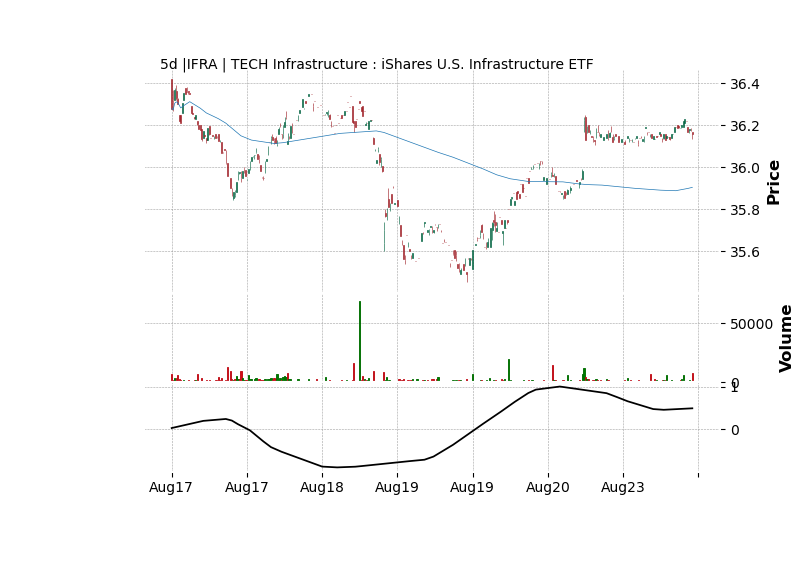 5d |IFRA | TECH Infrastructure : iShares U.S. Infrastructure ETF
36.4
36.2
36.0
35.8
35.6
Price
50000
0
Volume
1
0
Aug17 Aug17 Aug18 Aug19 Aug19 Aug20 Aug23